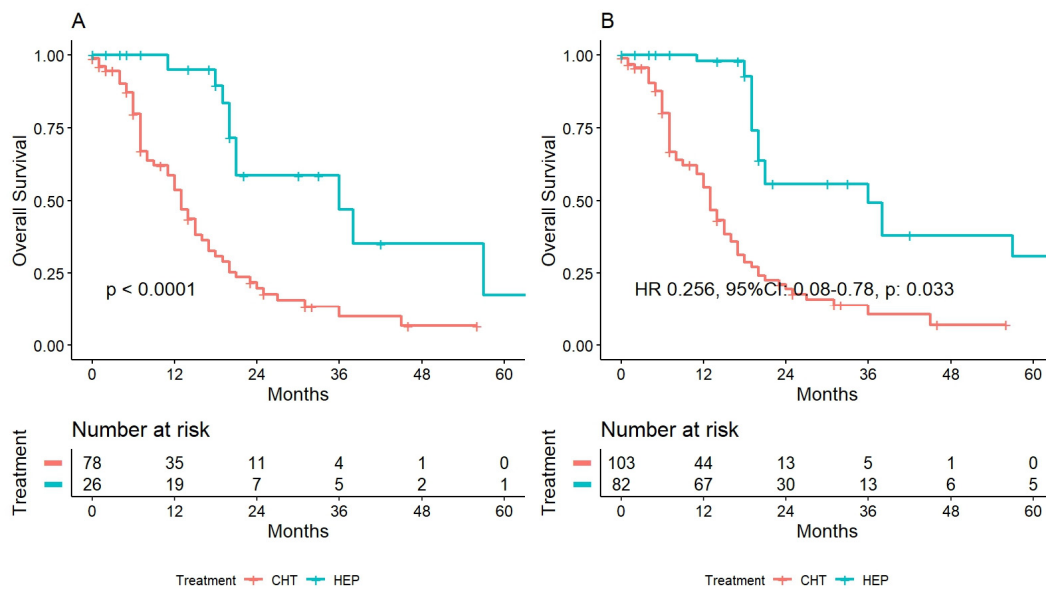 A
Overall Survival
1.00
0.75
0.50
0.25
0.00
p < 0.0001
0 12 24 36 48 60
Months
Number at risk
Treatment
78 35 11 4 1 0
26 19 7 5 2 1
0 12 24 36 48 60
Months
Treatment CHT HEP
B
Overall Survival
1.00
0.75
0.50
0.25
0.00
HR 0.256, 95%CI: 0.08-0.78, p: 0.033
0 12 24 36 48 60
Months
Number at risk
Treatment
103 44 13 5 1 0
82 67 30 13 6 5
0 12 24 36 48 60
Months
Treatment CHT HEP